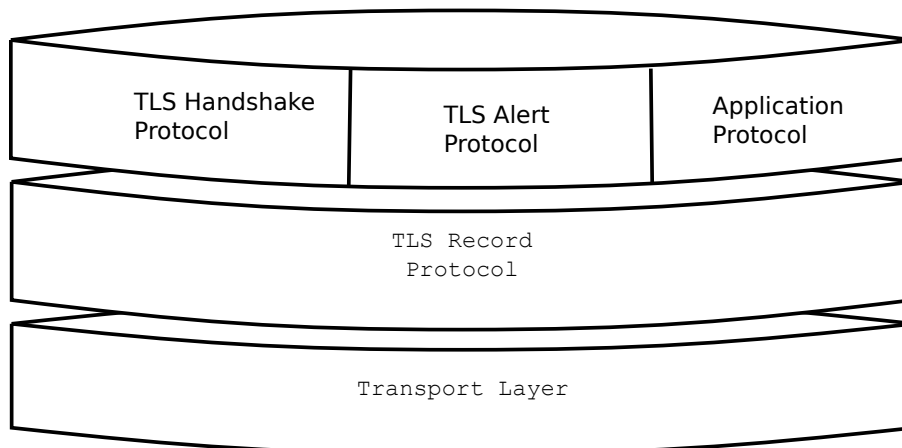 TLS Handshake
Protocol
TLS Alert
Protocol
Application
Protocol
TLS Record
Protocol
Transport Layer